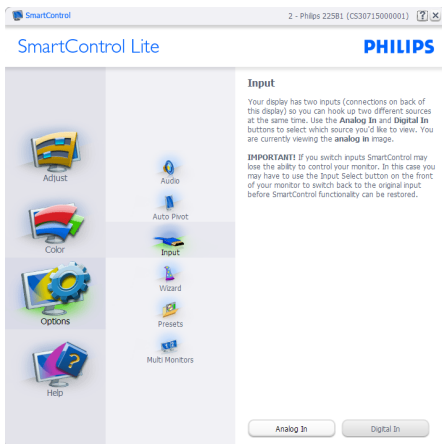 SmartControl
2 - Philips 225B1 (CS30715000001)
SmartControl Lite
PHILIPS
Adjust
Color
Options
Help
Audio
Auto Pivot
Input
Wizard
Presets
Multi Monitors
Input
Your display has two inputs (connections on back of
this display) so you can hook up two different sources
at the same time. Use the Analog In and Digital In
buttons to select which source you'd like to view. You
are currently viewing the analog in image.
IMPORTANT! If you switch inputs SmartControl may
lose the ability to control your monitor. In this case you
may have to use the Input Select button on the front
of your monitor to switch back to the original input
before SmartControl functionality can be restored.
Analog In
Digital In